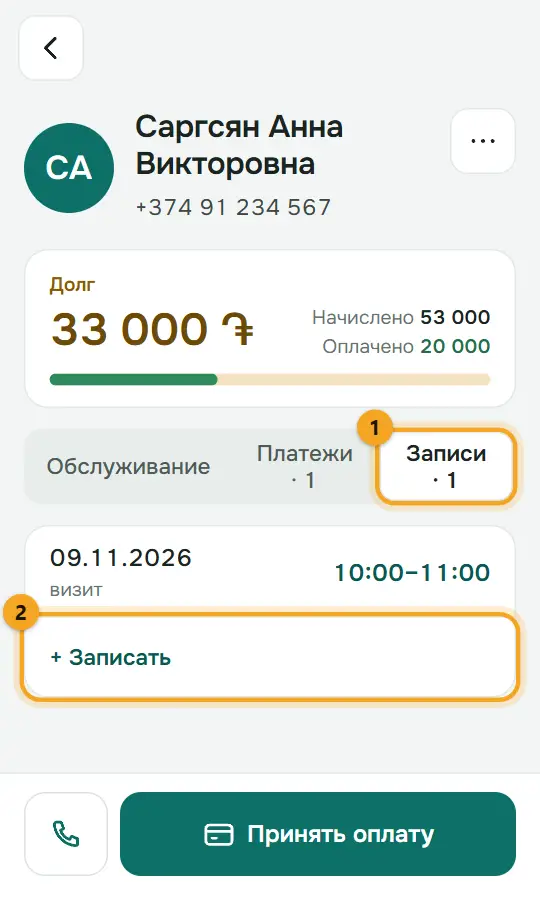 Саргсян Анна
Викторовна
СА
...
+374 91 234 567
Долг
33 000 ֏
Начислено 53 000
Оплачено 20 000
1
Обслуживание
Платежи
· 1
Записи
· 1
09.11.2026
визит
10:00–11:00
2
+ Записать
Принять оплату